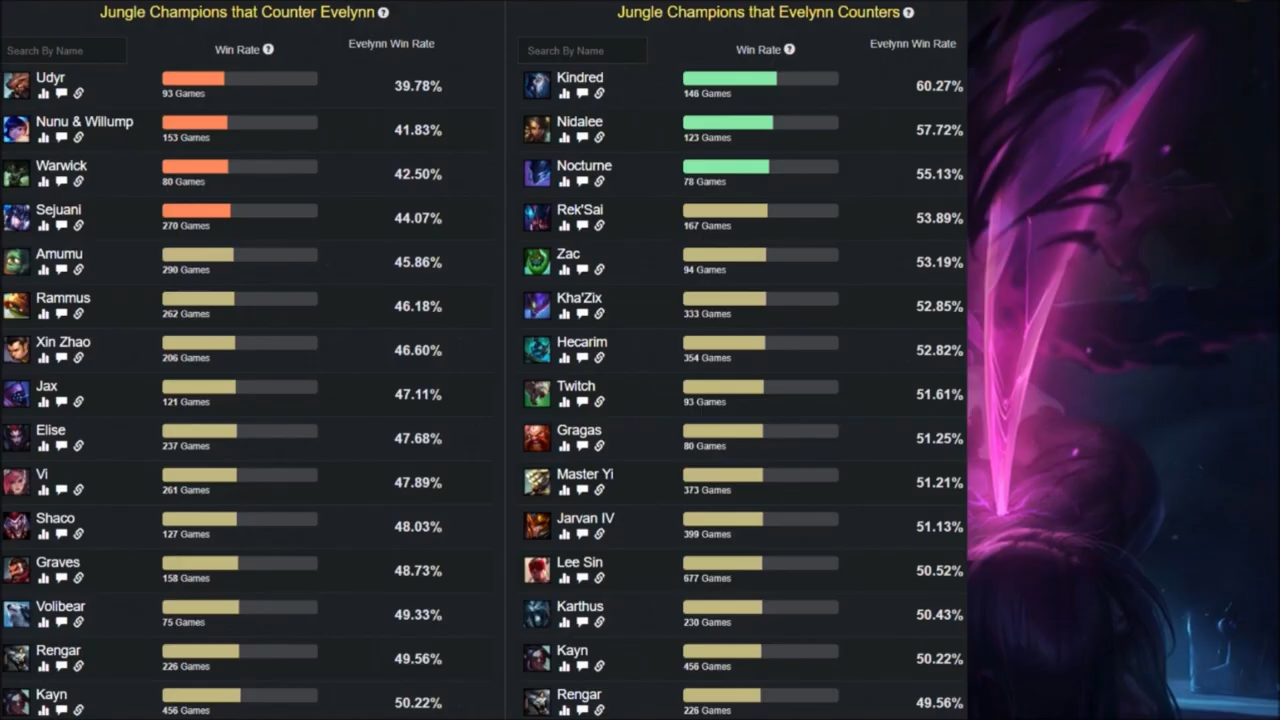 Jungle Champions that Counter Evelynn ?
Search By Name
Win Rate ?
Evelynn Win Rate
Udyr
93 Games
39.78%
Nunu & Willump
153 Games
41.83%
Warwick
80 Games
42.50%
Sejuani
270 Games
44.07%
Amumu
290 Games
45.86%
Rammus
262 Games
46.18%
Xin Zhao
206 Games
46.60%
Jax
121 Games
47.11%
Elise
237 Games
47.68%
Vi
261 Games
47.89%
Shaco
127 Games
48.03%
Graves
158 Games
48.73%
Volibear
75 Games
49.33%
Rengar
226 Games
49.56%
Kayn
456 Games
50.22%
Jungle Champions that Evelynn Counters ?
Search By Name
Win Rate ?
Evelynn Win Rate
Kindred
146 Games
60.27%
Nidalee
123 Games
57.72%
Nocturne
78 Games
55.13%
Rek'Sai
167 Games
53.89%
Zac
94 Games
53.19%
Kha'Zix
333 Games
52.85%
Hecarim
354 Games
52.82%
Twitch
93 Games
51.61%
Gragas
80 Games
51.25%
Master Yi
373 Games
51.21%
Jarvan IV
399 Games
51.13%
Lee Sin
677 Games
50.52%
Karthus
230 Games
50.43%
Kayn
456 Games
50.22%
Rengar
226 Games
49.56%